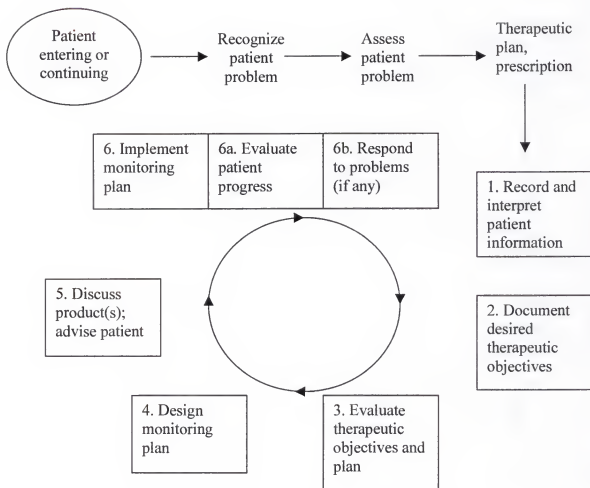 Patient
entering or
continuing
Recognize
patient
problem
Assess
patient
problem
Therapeutic
plan,
prescription
6. Implement
monitoring
plan
6a. Evaluate
patient
progress
6b. Respond
to problems
(if any)
1. Record and
interpret
patient
information
2. Document
desired
therapeutic
objectives
3. Evaluate
therapeutic
objectives and
plan
4. Design
monitoring
plan
5. Discuss
product(s);
advise patient